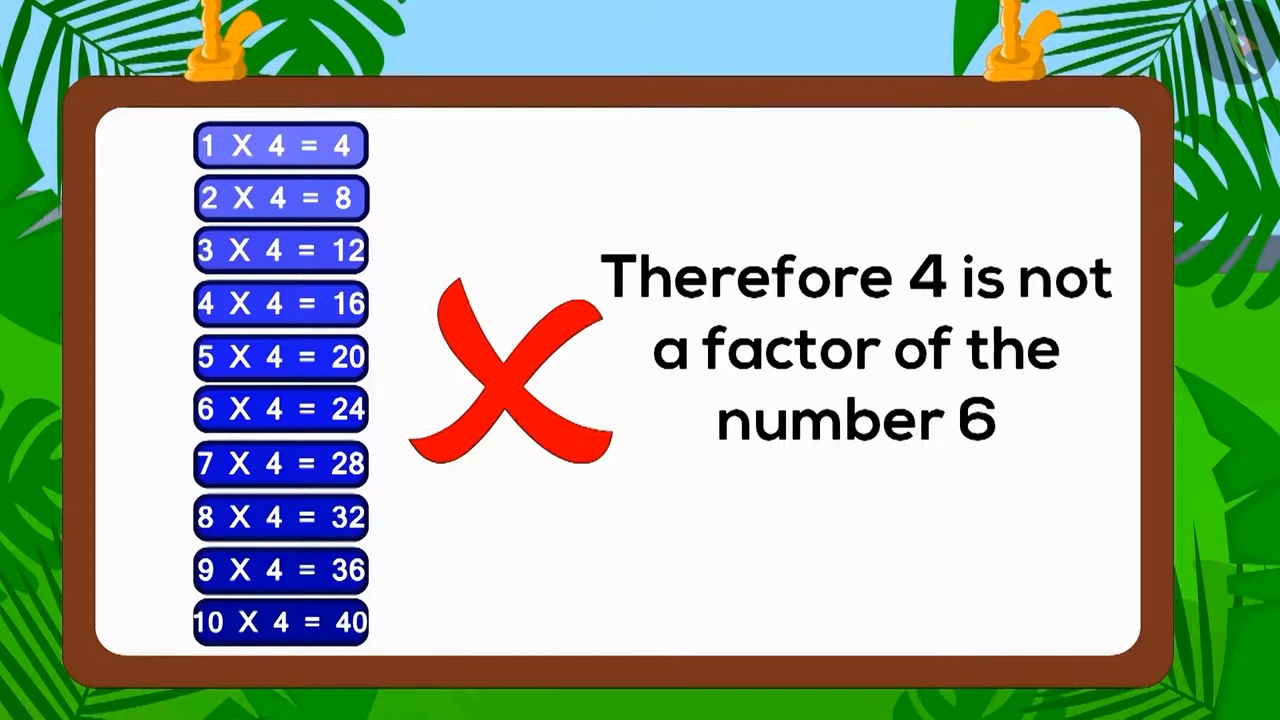 1 X 4 = 4
2 X 4 = 8
3 X 4 = 12
4 X 4 = 16
5 X 4 = 20
6 X 4 = 24
7 X 4 = 28
8 X 4 = 32
9 X 4 = 36
10 X 4 = 40
Therefore 4 is not
a factor of the
number 6